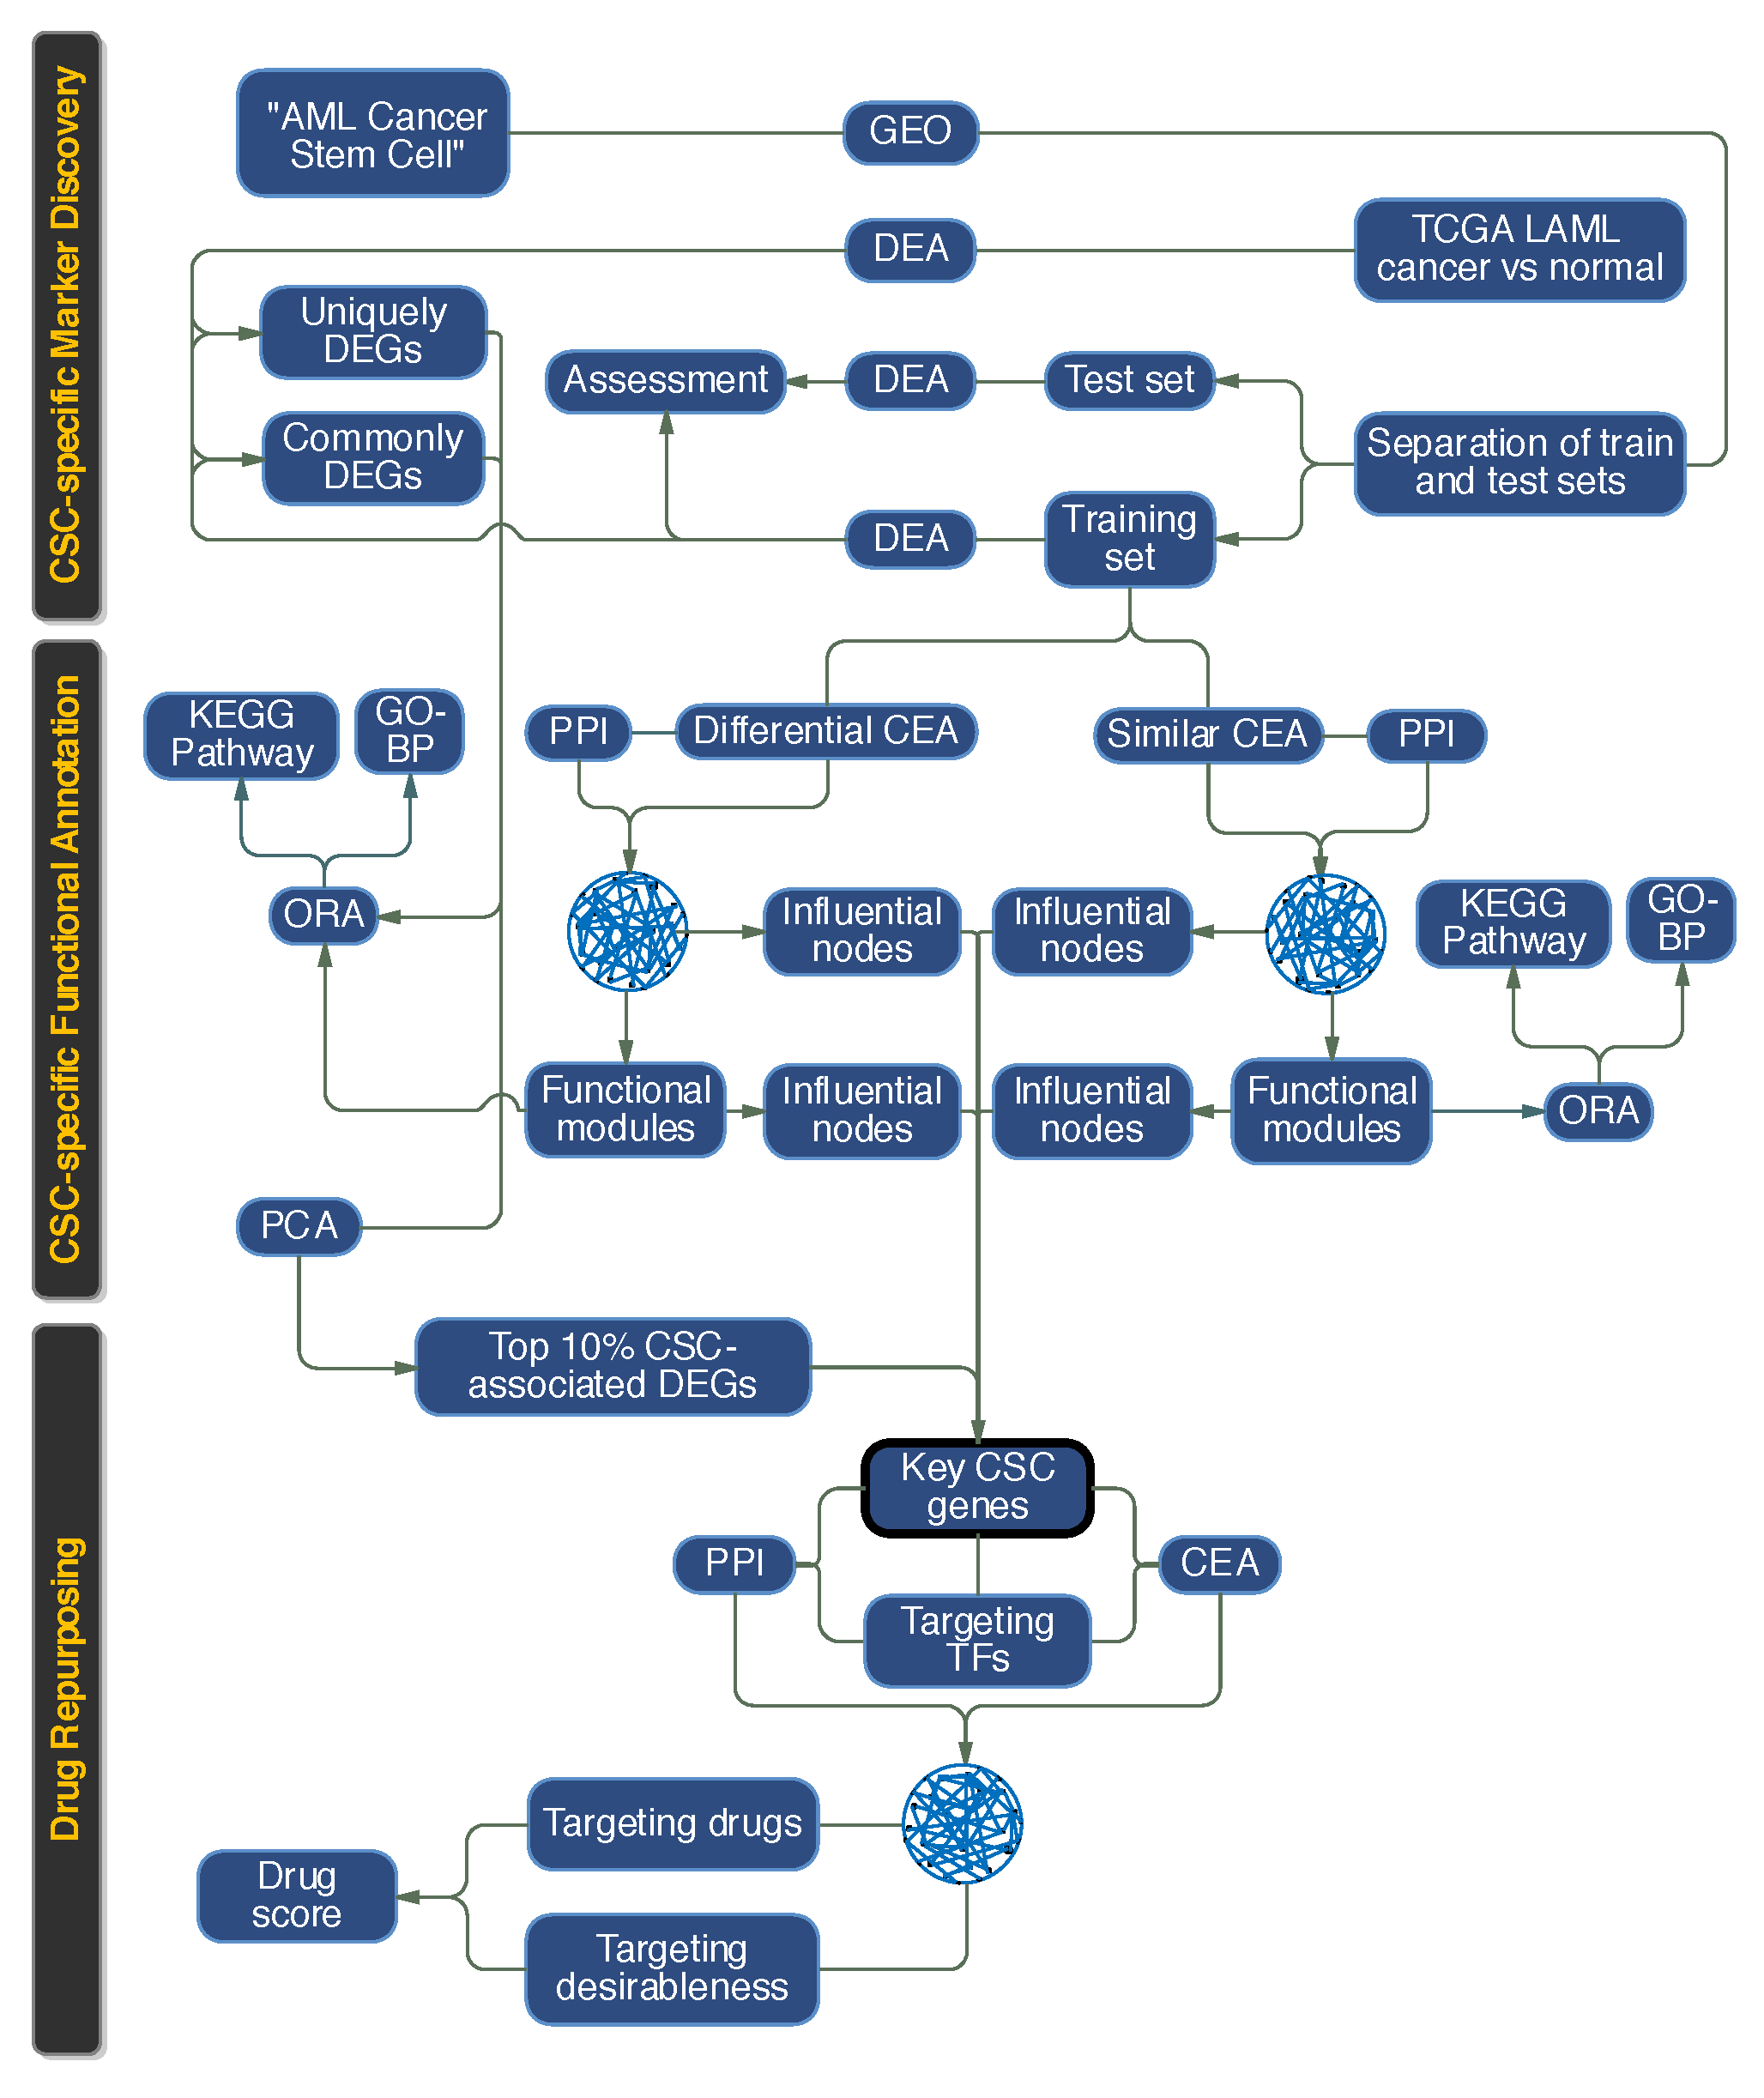 CSC-specific Marker Discovery
"AML Cancer
Stem Cell"
GEO
DEA
TCGA LAML
cancer vs normal
Uniquely
DEGs
Assessment
DEA
Test set
Commonly
DEGs
Separation of train
and test sets
DEA
Training
set
CSC-specific Functional Annotation
KEGG
Pathway
GO-
BP
PPI
Differential CEA
Similar CEA
PPI
ORA
Influential
nodes
Influential
nodes
KEGG
Pathway
GO-
BP
Functional
modules
Influential
nodes
Influential
nodes
Functional
modules
ORA
PCA
Drug Repurposing
Top 10% CSC-
associated DEGs
Key CSC
genes
PPI
CEA
Targeting
TFs
Targeting drugs
Drug
score
Targeting
desirableness